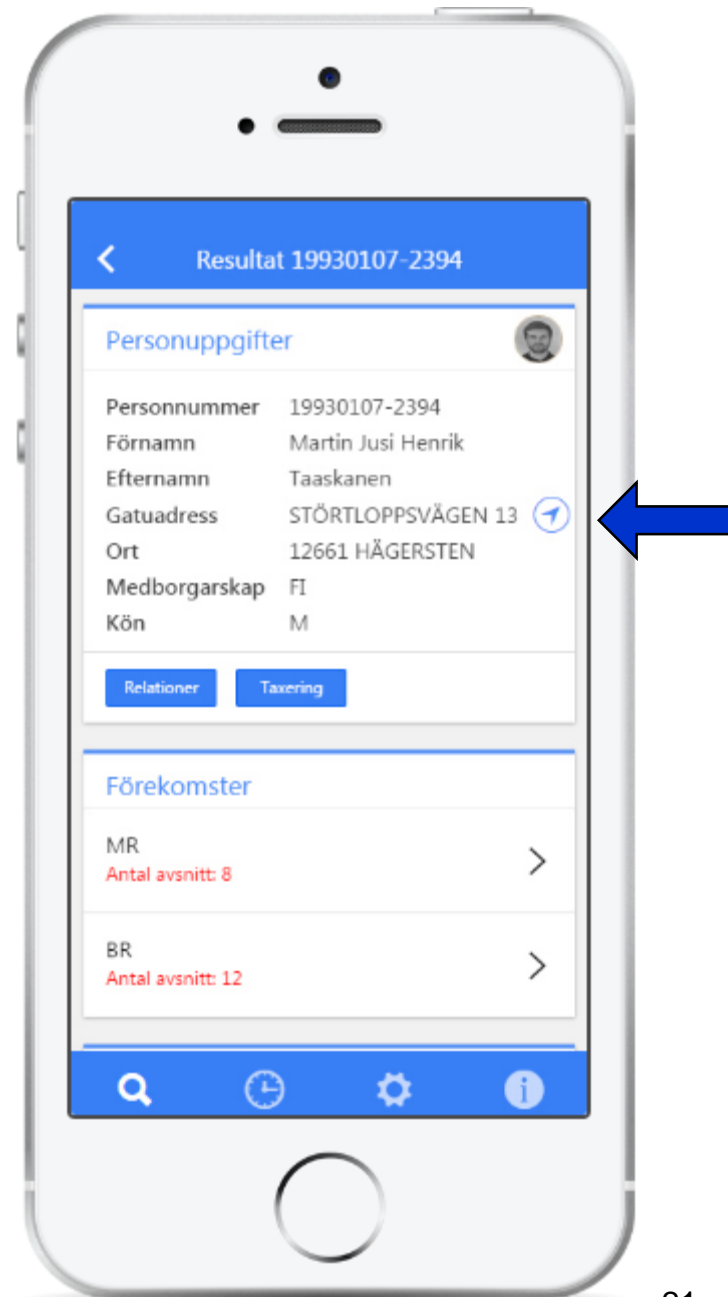 Resultat 19930107-2394
Personuppgifter
Personnummer 19930107-2394
Förnamn Martin Jusi Henrik
Efternamn Taaskanen
Gatuadress STÖRTLOPPSVÄGEN 13
Ort 12661 HÄGERSTEN
Medborgarskap FI
Kön M
Relationer Taxering
Förekomster
MR
Antal avsnitt: 8
BR
Antal avsnitt: 12